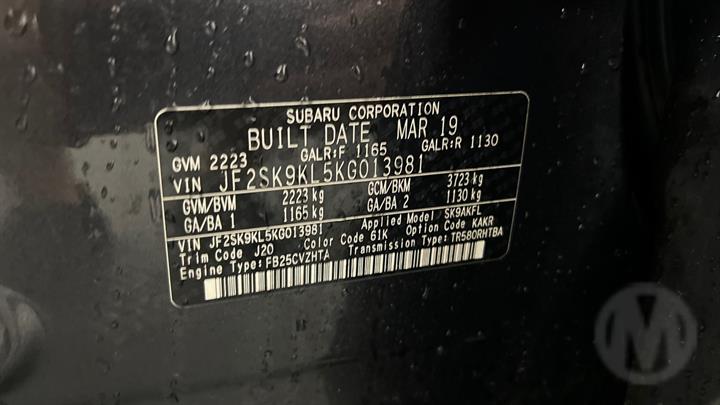 SUBARU CORPORATION
BUILT DATE MAR 19
GVM 2223 GALR:F 1165 GALR:R 1130
VIN JF2SK9KL5KG013981
GVM/BVM 2223 kg GCM/BKM 3723 kg
GA/BA 1 1165 kg GA/BA 2 1130 kg
VIN JF2SK9KL5KG013981 Applied Model SK9AKFL
Trim Code J20 Color Code 61K Option Code KAKR
Engine Type:FB25CVZHTA Transmission Type:TR580RHTBA
M